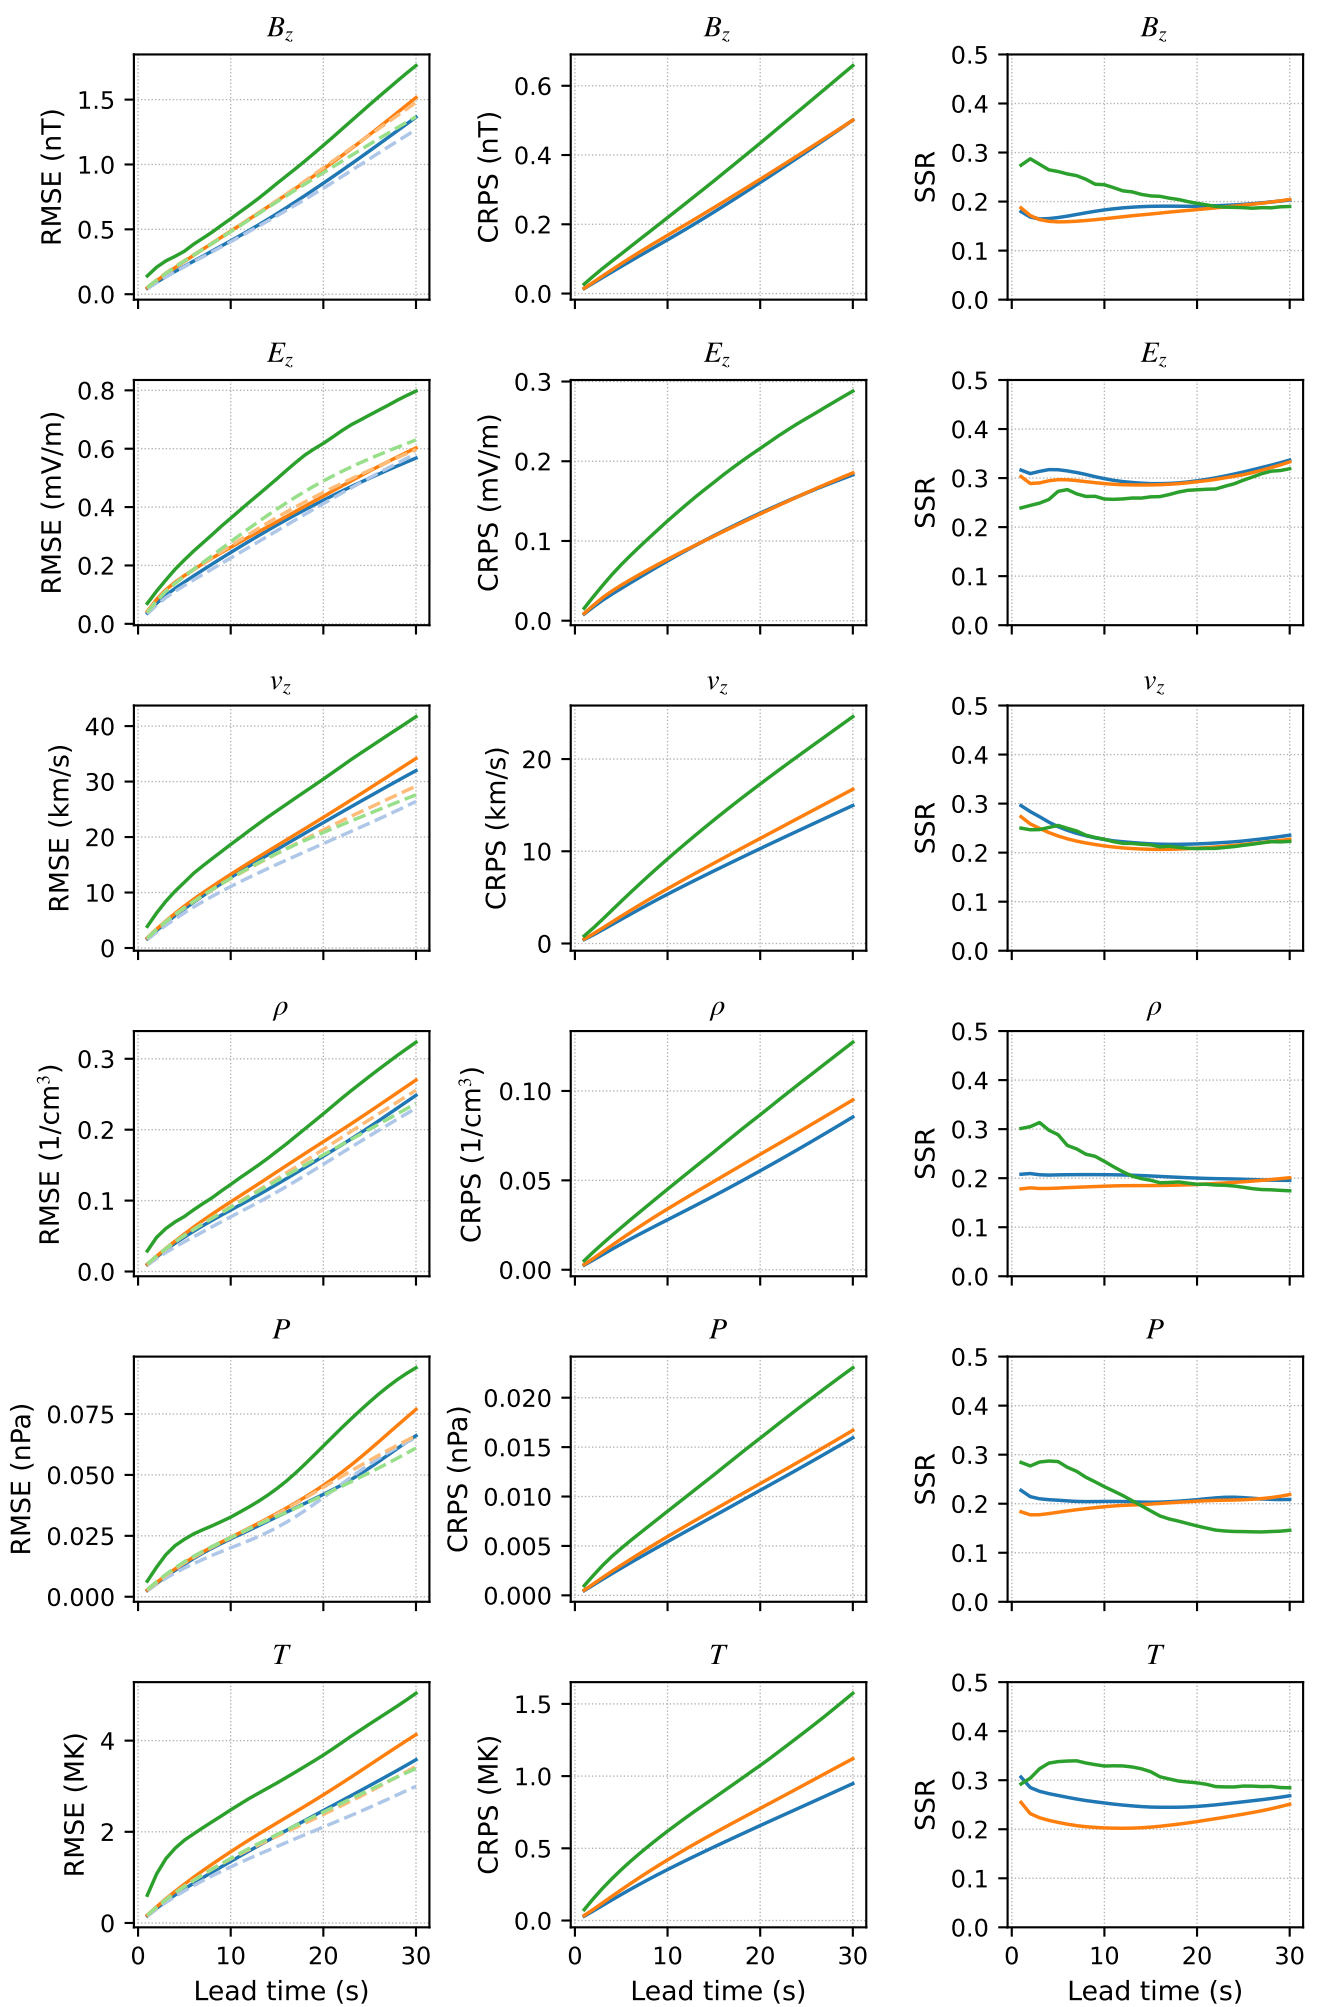 B_z B_z B_z
RMSE (nT) 0.0 0.5 1.0 1.5
CRPS (nT) 0.0 0.2 0.4 0.6
SSR 0.0 0.1 0.2 0.3 0.4 0.5
E_z E_z E_z
RMSE (mV/m) 0.0 0.2 0.4 0.6 0.8
CRPS (mV/m) 0.0 0.1 0.2 0.3
SSR 0.0 0.1 0.2 0.3 0.4 0.5
v_z v_z v_z
RMSE (km/s) 0 10 20 30 40
CRPS (km/s) 0 10 20
SSR 0.0 0.1 0.2 0.3 0.4 0.5
ρ ρ ρ
RMSE (1/cm³) 0.0 0.1 0.2 0.3
CRPS (1/cm³) 0.00 0.05 0.10
SSR 0.0 0.1 0.2 0.3 0.4 0.5
P P P
RMSE (nPa) 0.000 0.025 0.050 0.075
CRPS (nPa) 0.000 0.005 0.010 0.015 0.020
SSR 0.0 0.1 0.2 0.3 0.4 0.5
T T T
RMSE (MK) 0 2 4
CRPS (MK) 0.0 0.5 1.0 1.5
SSR 0.0 0.1 0.2 0.3 0.4 0.5
0 10 20 30 0 10 20 30 0 10 20 30
Lead time (s) Lead time (s) Lead time (s)